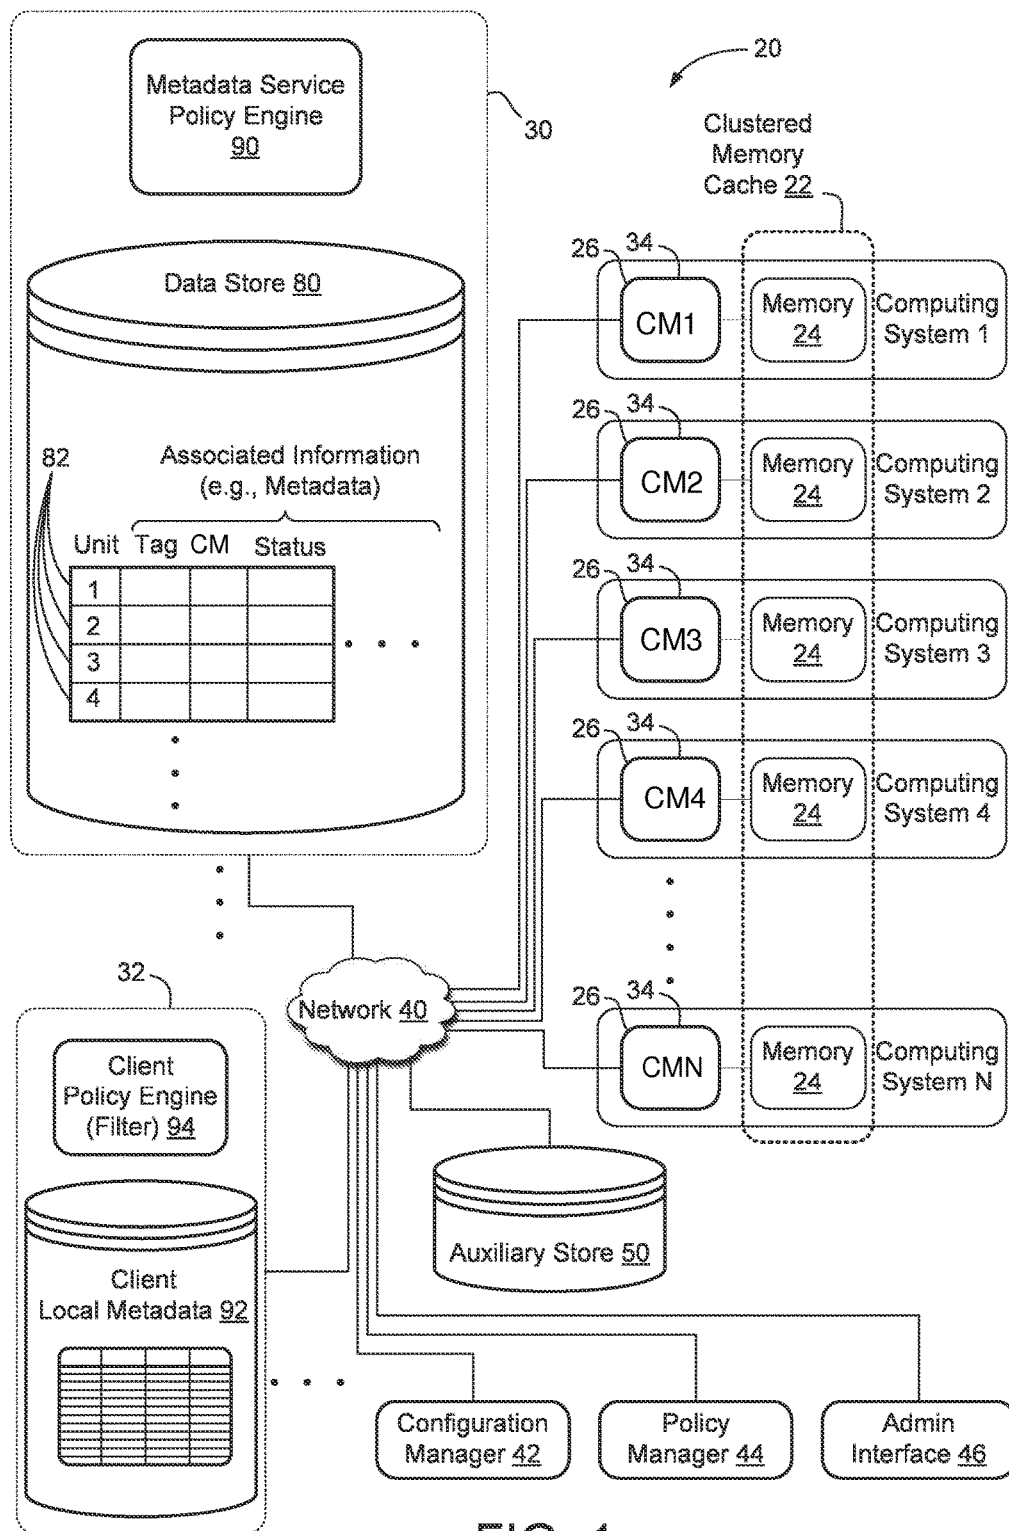 20
Metadata Service
Policy Engine
90
30
Clustered
Memory
Cache 22
Data Store 80
26
34
CM1
Memory
24
Computing
System 1
82
Associated Information
(e.g., Metadata)
Unit Tag CM Status
1
2
3
4
26
34
CM2
Memory
24
Computing
System 2
26
34
CM3
Memory
24
Computing
System 3
26
34
CM4
Memory
24
Computing
System 4
32
Network 40
26
34
CMN
Memory
24
Computing
System N
Client
Policy Engine
(Filter) 94
Auxiliary Store 50
Client
Local Metadata 92
Configuration
Manager 42
Policy
Manager 44
Admin
Interface 46
FIG. 1